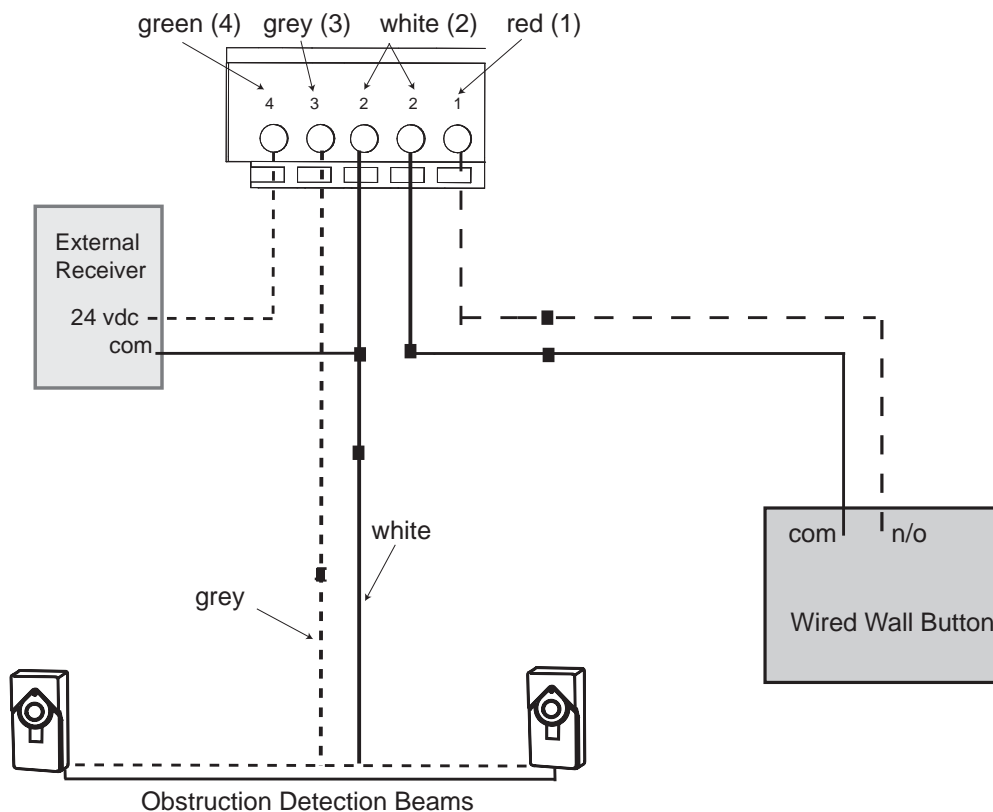 green (4) grey (3) white (2) red (1)
4 3 2 2 1
External
Receiver
24 vdc
com
white
grey
com n/o
Wired Wall Button
Obstruction Detection Beams